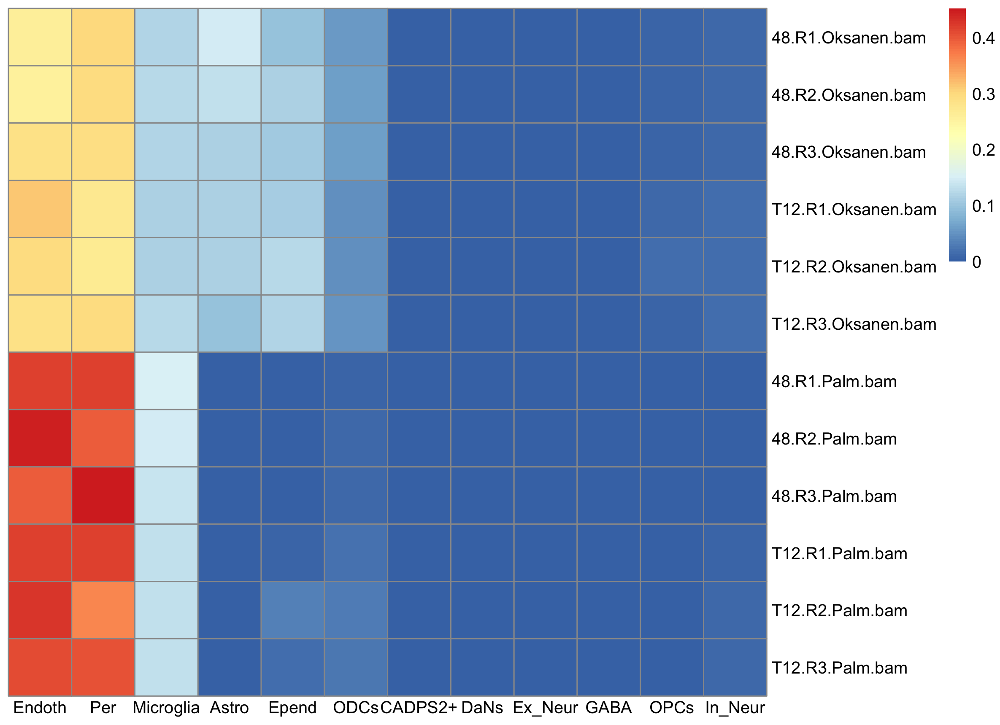 48.R1.Oksanen.bam
48.R2.Oksanen.bam
48.R3.Oksanen.bam
T12.R1.Oksanen.bam
T12.R2.Oksanen.bam
T12.R3.Oksanen.bam
48.R1.Palm.bam
48.R2.Palm.bam
48.R3.Palm.bam
T12.R1.Palm.bam
T12.R2.Palm.bam
T12.R3.Palm.bam
Endoth Per Microglia Astro Epend ODCs CADPS2+ DaNs Ex_Neur GABA OPCs In_Neur
0.4
0.3
0.2
0.1
0